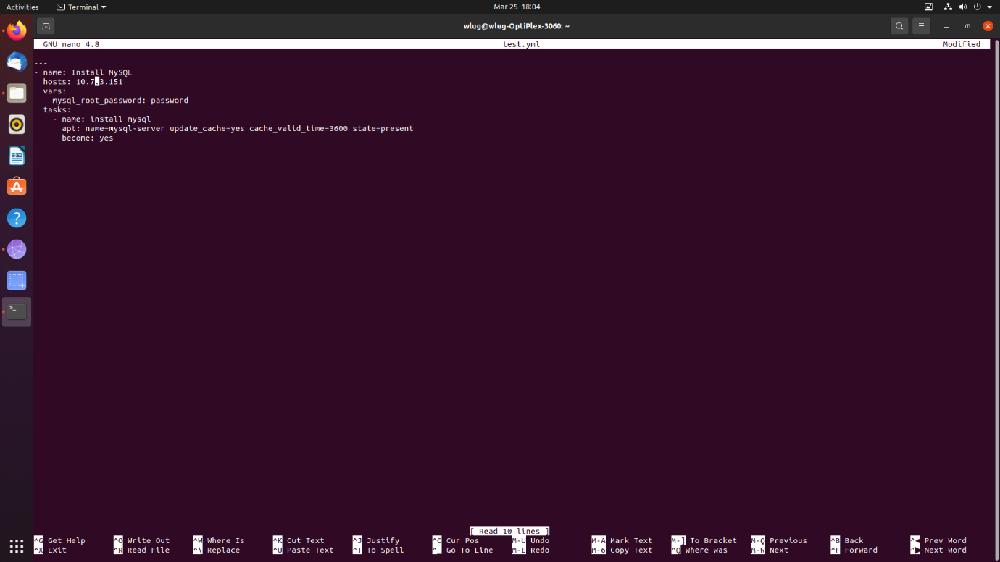 Activities Terminal Mar 25 18:04
wlug@wlug-OptiPlex-3060: ~
GNU nano 4.8 test.yml Modified
---
- name: Install MySQL
hosts: 10.7.3.151
vars:
mysql_root_password: password
tasks:
- name: install mysql
apt: name=mysql-server update_cache=yes cache_valid_time=3600 state=present
become: yes
[ Read 10 lines ]
^G Get Help ^O Write Out ^W Where Is ^K Cut Text ^J Justify ^C Cur Pos M-U Undo M-A Mark Text M-] To Bracket M-Q Previous ^B Back ^◀ Prev Word
^X Exit ^R Read File ^\ Replace ^U Paste Text ^T To Spell ^_ Go To Line M-E Redo M-6 Copy Text ^Q Where Was M-W Next ^F Forward ^▶ Next Word